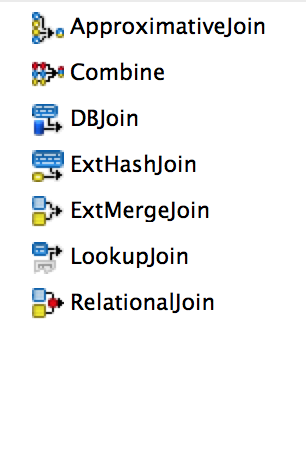 ApproximativeJoin
Combine
DBJoin
ExtHashJoin
ExtMergeJoin
LookupJoin
RelationalJoin